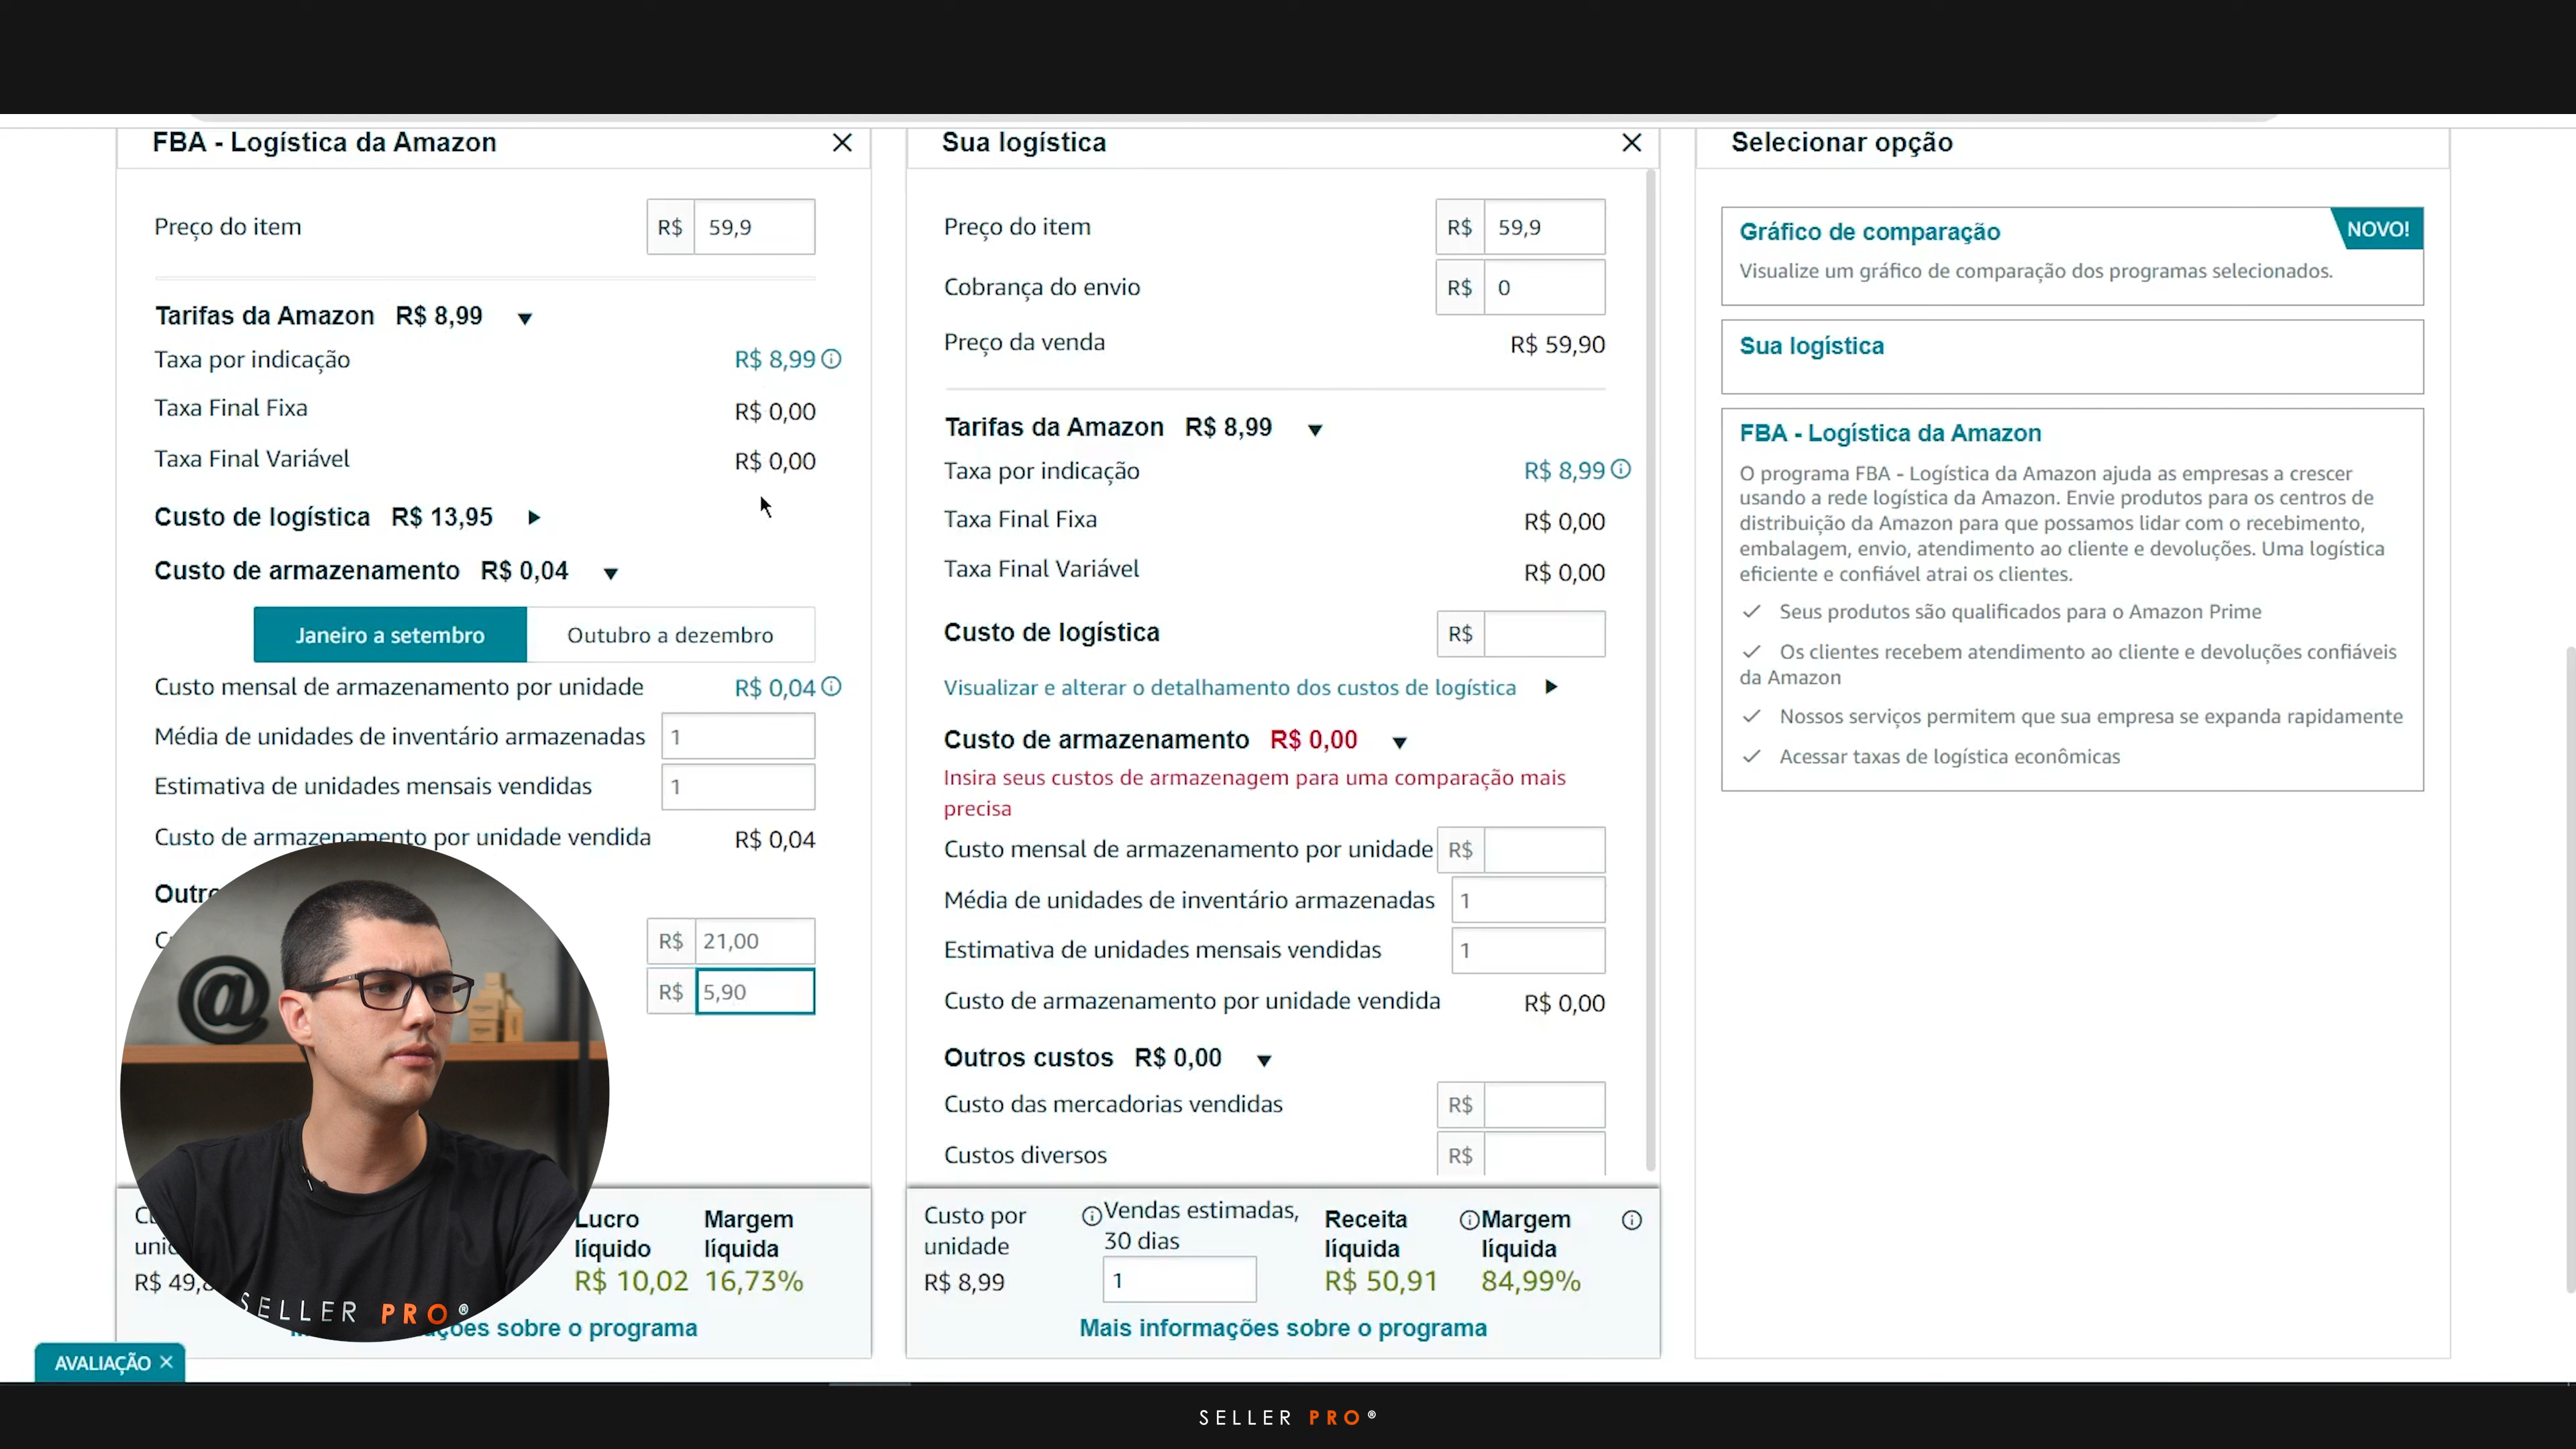 FBA - Logística da Amazon
Preço do item R$ 59,9
Tarifas da Amazon R$ 8,99
Taxa por indicação R$ 8,99
Taxa Final Fixa R$ 0,00
Taxa Final Variável R$ 0,00
Custo de logística R$ 13,95
Custo de armazenamento R$ 0,04
Janeiro a setembro Outubro a dezembro
Custo mensal de armazenamento por unidade R$ 0,04
Média de unidades de inventário armazenadas 1
Estimativa de unidades mensais vendidas 1
Custo de armazenamento por unidade vendida R$ 0,04
R$ 21,00
R$ 5,90
Lucro líquido
R$ 10,02
Margem líquida
16,73%
sobre o programa
SELLER PRO®
Sua logística
Preço do item R$ 59,9
Cobrança do envio R$ 0
Preço da venda R$ 59,90
Tarifas da Amazon R$ 8,99
Taxa por indicação R$ 8,99
Taxa Final Fixa R$ 0,00
Taxa Final Variável R$ 0,00
Custo de logística R$
Visualizar e alterar o detalhamento dos custos de logística
Custo de armazenamento R$ 0,00
Insira seus custos de armazenagem para uma comparação mais
precisa
Custo mensal de armazenamento por unidade R$
Média de unidades de inventário armazenadas 1
Estimativa de unidades mensais vendidas 1
Custo de armazenamento por unidade vendida R$ 0,00
Outros custos R$ 0,00
Custo das mercadorias vendidas R$
Custos diversos R$
Custo por
unidade
R$ 8,99
Vendas estimadas,
30 dias
1
Receita
líquida
R$ 50,91
Margem
líquida
84,99%
Mais informações sobre o programa
Selecionar opção
Gráfico de comparação NOVO!
Visualize um gráfico de comparação dos programas selecionados.
Sua logística
FBA - Logística da Amazon
O programa FBA - Logística da Amazon ajuda as empresas a crescer
usando a rede logística da Amazon. Envie produtos para os centros de
distribuição da Amazon para que possamos lidar com o recebimento,
embalagem, envio, atendimento ao cliente e devoluções. Uma logística
eficiente e confiável atrai os clientes.
Seus produtos são qualificados para o Amazon Prime
Os clientes recebem atendimento ao cliente e devoluções confiáveis
da Amazon
Nossos serviços permitem que sua empresa se expanda rapidamente
Acessar taxas de logística econômicas
AVALIAÇÃO
SELLER PRO®